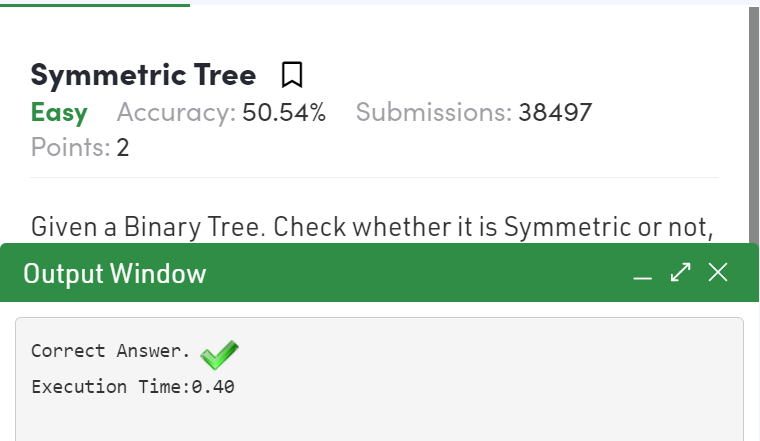 Symmetric Tree
Easy Accuracy: 50.54% Submissions: 38497
Points: 2
Given a Binary Tree. Check whether it is Symmetric or not,
Output Window
Correct Answer.
Execution Time:0.40